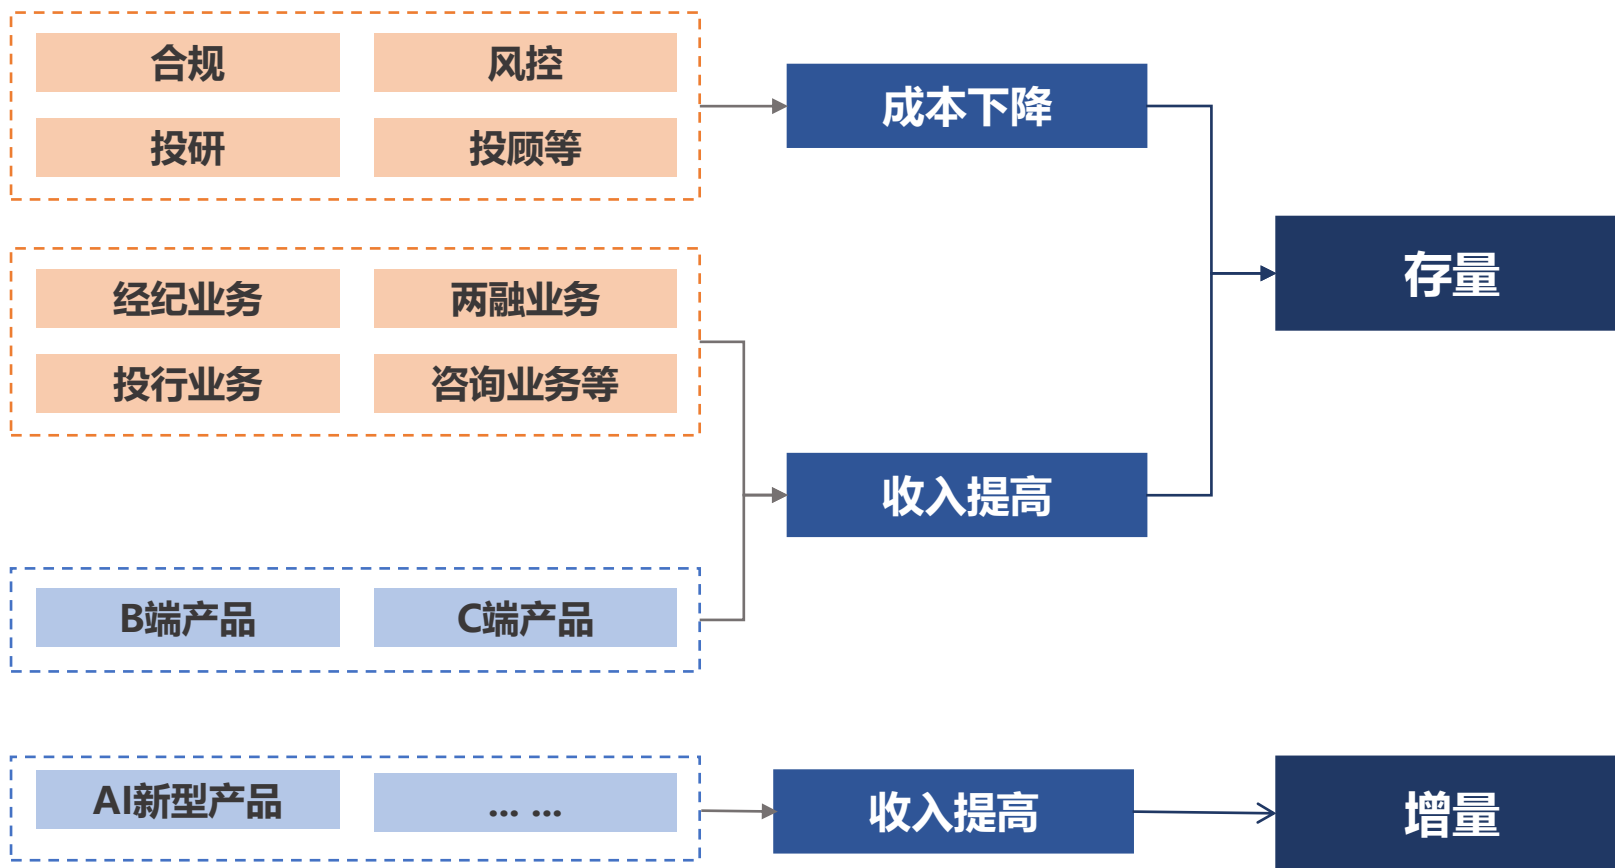 合规
风控
投研
投顾等
成本下降
存量
经纪业务
两融业务
投行业务
咨询业务等
收入提高
B端产品
C端产品
AI新型产品
... ...
收入提高
增量